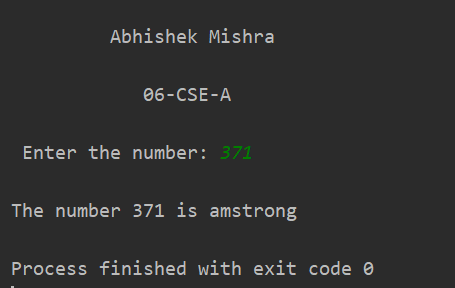 Abhishek Mishra
06-CSE-A
Enter the number: 371
The number 371 is amstrong
Process finished with exit code 0